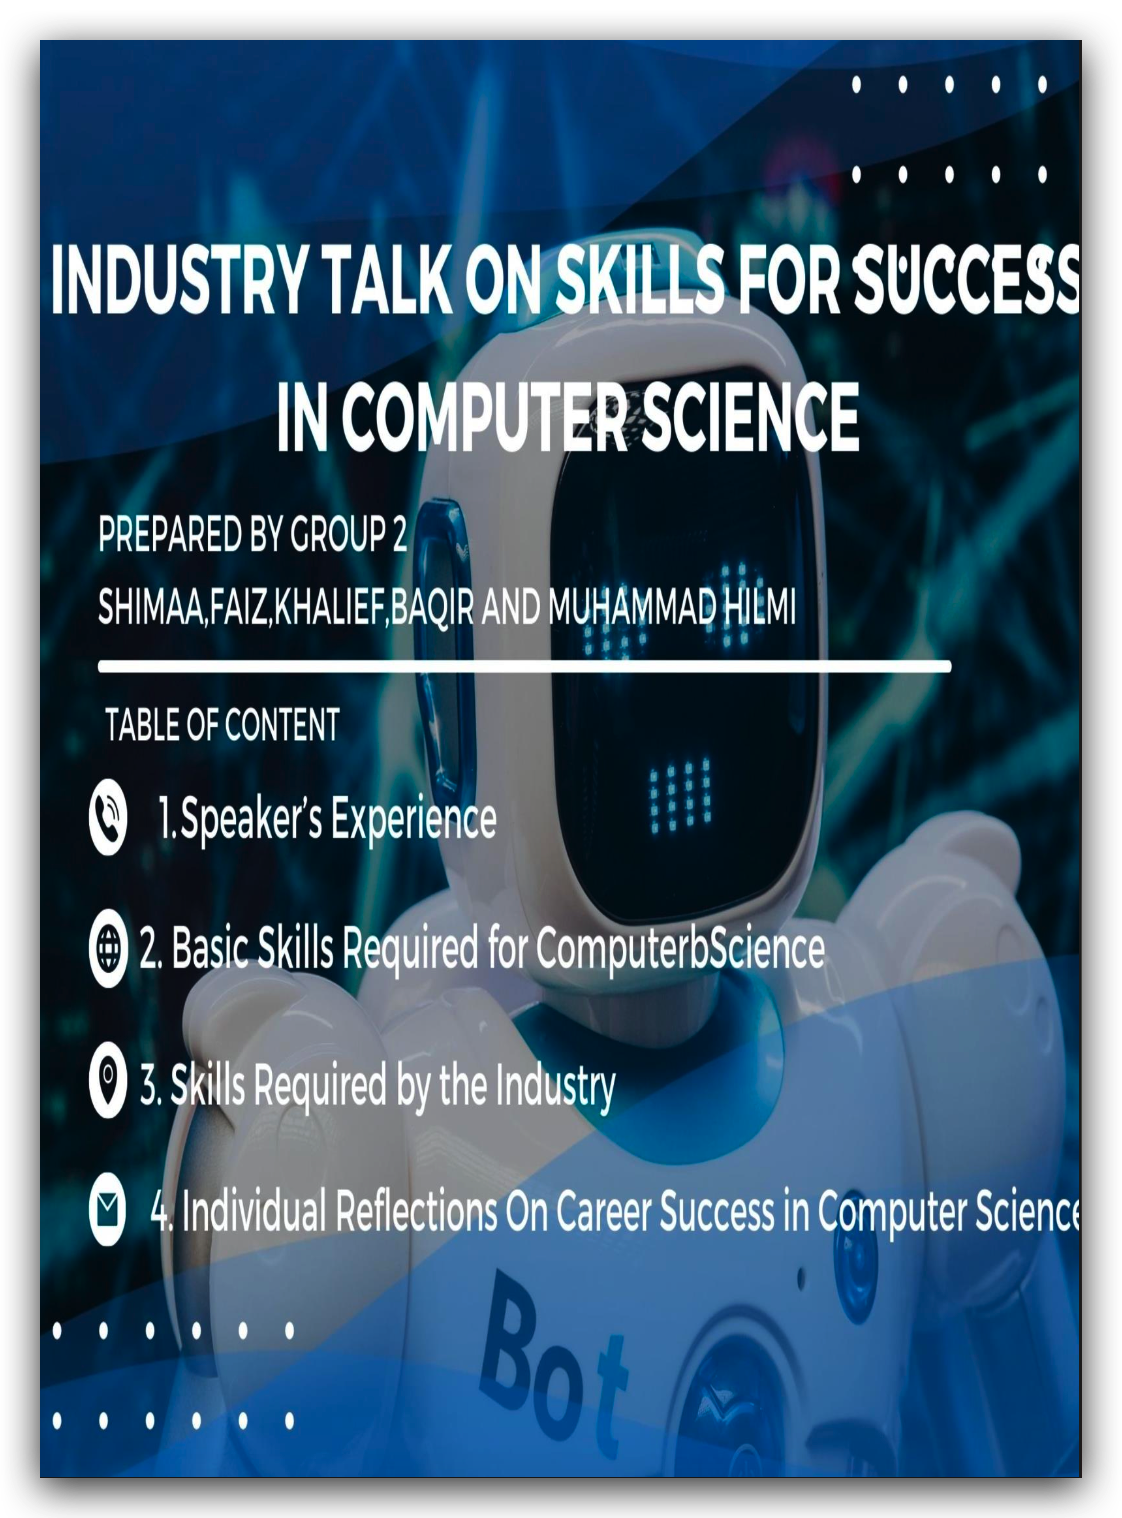 INDUSTRY TALK ON SKILLS FOR SUCCESS
IN COMPUTER SCIENCE
PREPARED BY GROUP 2
SHIMAA,FAIZ,KHALIEF,BAQIR AND MUHAMMAD HILMI
TABLE OF CONTENT
1. Speaker's Experience
2. Basic Skills Required for ComputerbScience
3. Skills Required by the Industry
4. Individual Reflections On Career Success in Computer Science
Bot